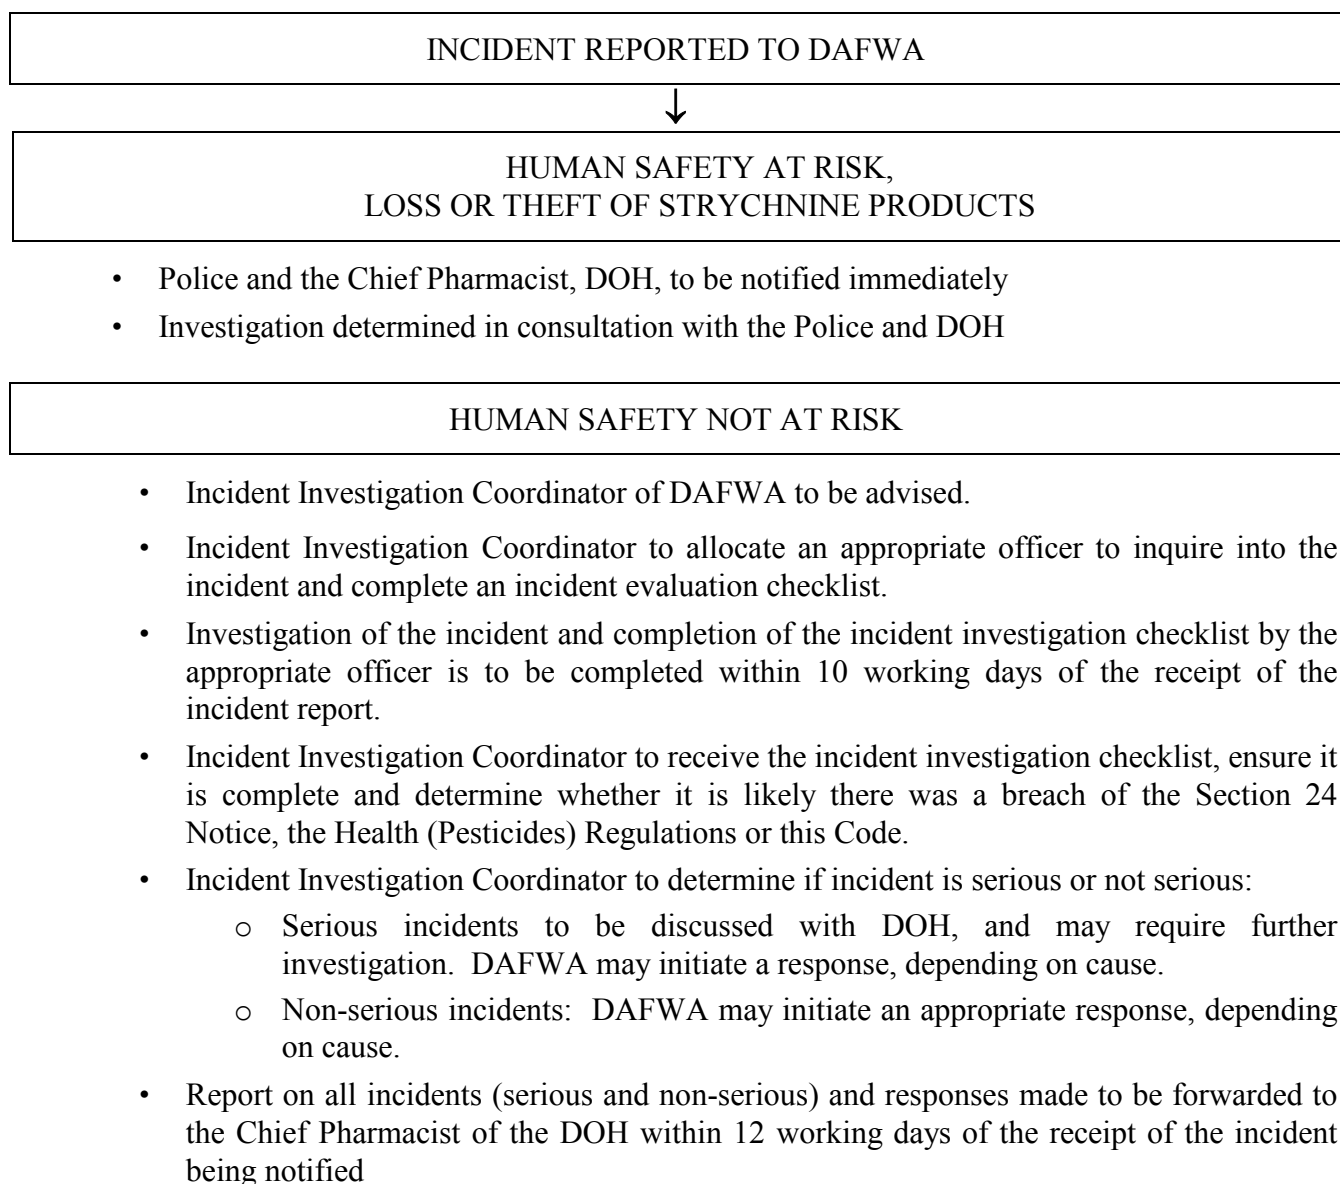 INCIDENT REPORTED TO DAFWA
↓
HUMAN SAFETY AT RISK,
LOSS OR THEFT OF STRYCHNINE PRODUCTS
• Police and the Chief Pharmacist, DOH, to be notified immediately
• Investigation determined in consultation with the Police and DOH
HUMAN SAFETY NOT AT RISK
• Incident Investigation Coordinator of DAFWA to be advised.
• Incident Investigation Coordinator to allocate an appropriate officer to inquire into the
incident and complete an incident evaluation checklist.
• Investigation of the incident and completion of the incident investigation checklist by the
appropriate officer is to be completed within 10 working days of the receipt of the
incident report.
• Incident Investigation Coordinator to receive the incident investigation checklist, ensure it
is complete and determine whether it is likely there was a breach of the Section 24
Notice, the Health (Pesticides) Regulations or this Code.
• Incident Investigation Coordinator to determine if incident is serious or not serious:
o Serious incidents to be discussed with DOH, and may require further
investigation. DAFWA may initiate a response, depending on cause.
o Non-serious incidents: DAFWA may initiate an appropriate response, depending
on cause.
• Report on all incidents (serious and non-serious) and responses made to be forwarded to
the Chief Pharmacist of the DOH within 12 working days of the receipt of the incident
being notified